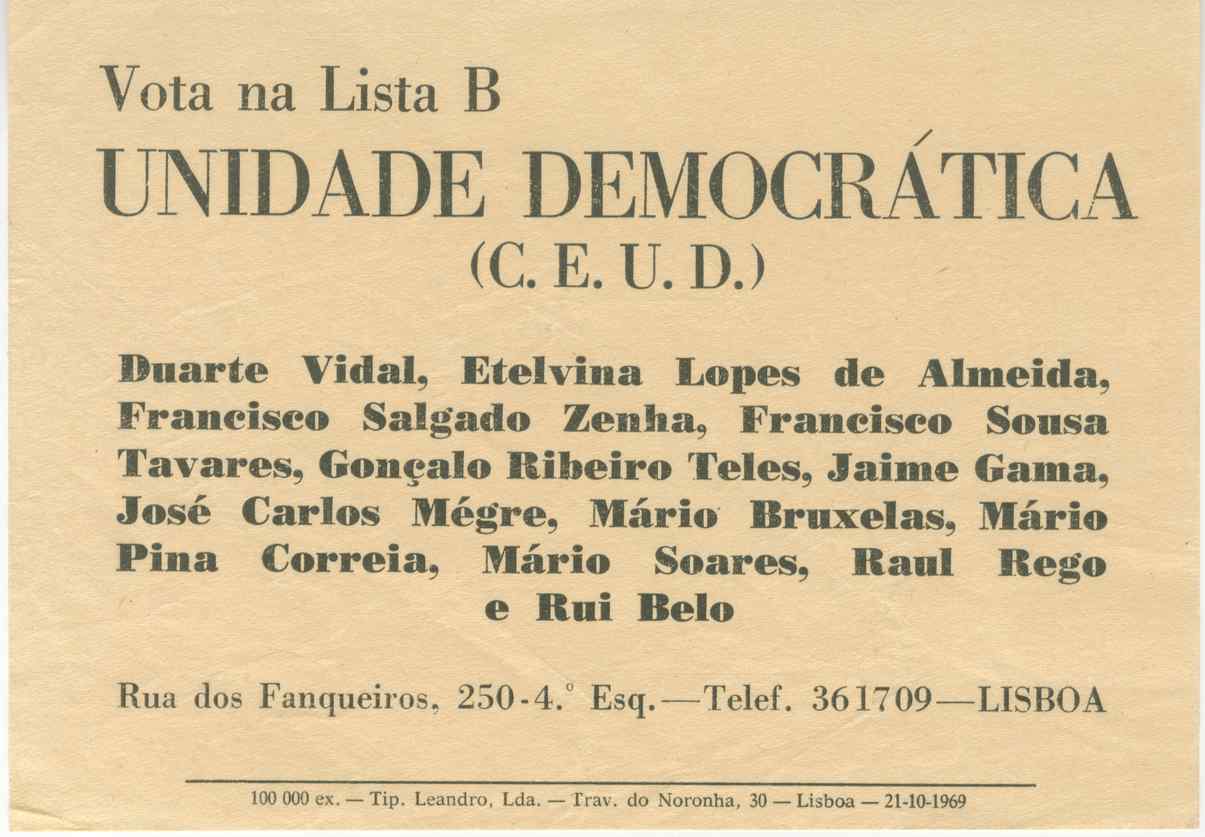 Vota na Lista B
UNIDADE DEMOCRÁTICA
(C. E. U. D.)
Duarte Vidal, Etelvina Lopes de Almeida,
Francisco Salgado Zenha, Francisco Sousa
Tavares, Gonçalo Ribeiro Teles, Jaime Gama,
José Carlos Mégre, Mário Bruxelas, Mário
Pina Correia, Mário Soares, Raul Rego
e Rui Belo
Rua dos Fanqueiros, 250-4.º Esq.—Telef. 361709—LISBOA
100 000 ex. — Tip. Leandro, Lda. — Trav. do Noronha, 30 — Lisboa — 21-10-1969